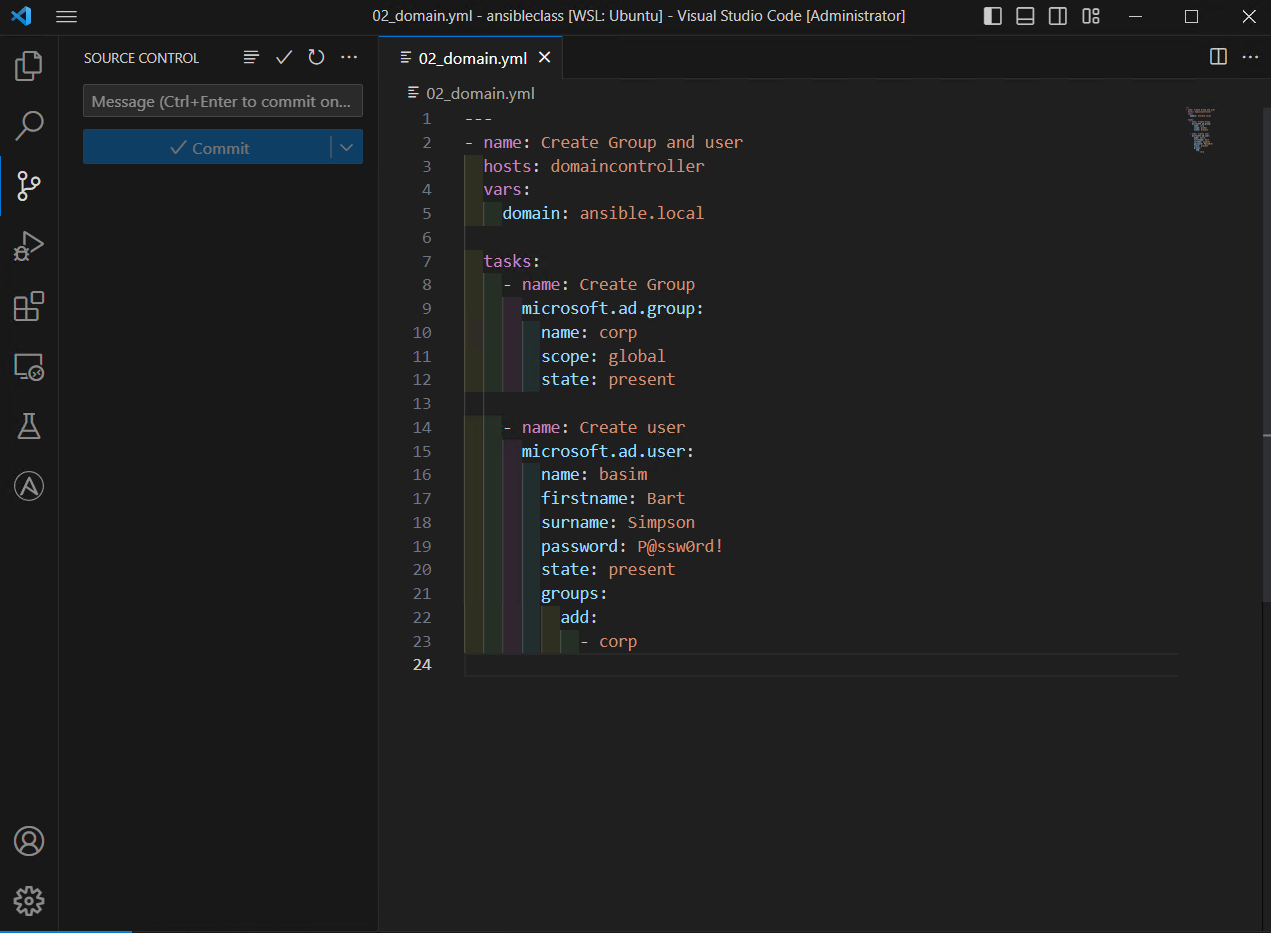 02_domain.yml - ansibleclass [WSL: Ubuntu] - Visual Studio Code [Administrator]
SOURCE CONTROL
Message (Ctrl+Enter to commit on...
Commit
02_domain.yml
02_domain.yml
1 ---
2 - name: Create Group and user
3 hosts: domaincontroller
4 vars:
5 domain: ansible.local
6
7 tasks:
8 - name: Create Group
9 microsoft.ad.group:
10 name: corp
11 scope: global
12 state: present
13
14 - name: Create user
15 microsoft.ad.user:
16 name: basim
17 firstname: Bart
18 surname: Simpson
19 password: P@ssw0rd!
20 state: present
21 groups:
22 add:
23 - corp
24